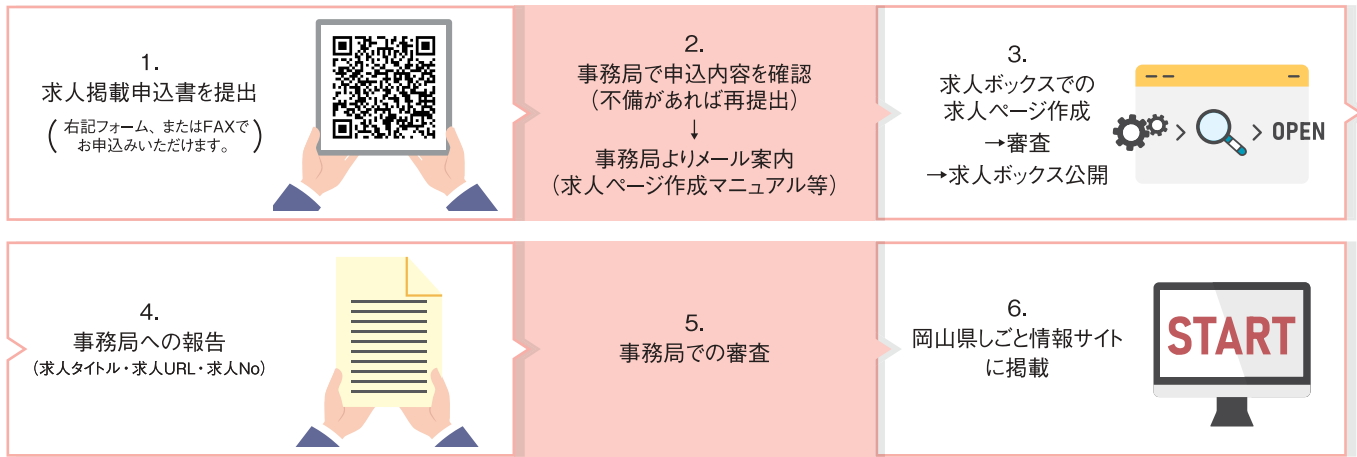 1.
求人掲載申込書を提出
(右記フォーム、またはFAXで
お申込みいただけます。)
2.
事務局で申込内容を確認
(不備があれば再提出)
↓
事務局よりメール案内
(求人ページ作成マニュアル等)
3.
求人ボックスでの
求人ページ作成
→審査
→求人ボックス公開
> > OPEN
4.
事務局への報告
(求人タイトル・求人URL・求人No)
5.
事務局での審査
6.
岡山県しごと情報サイト
に掲載
START